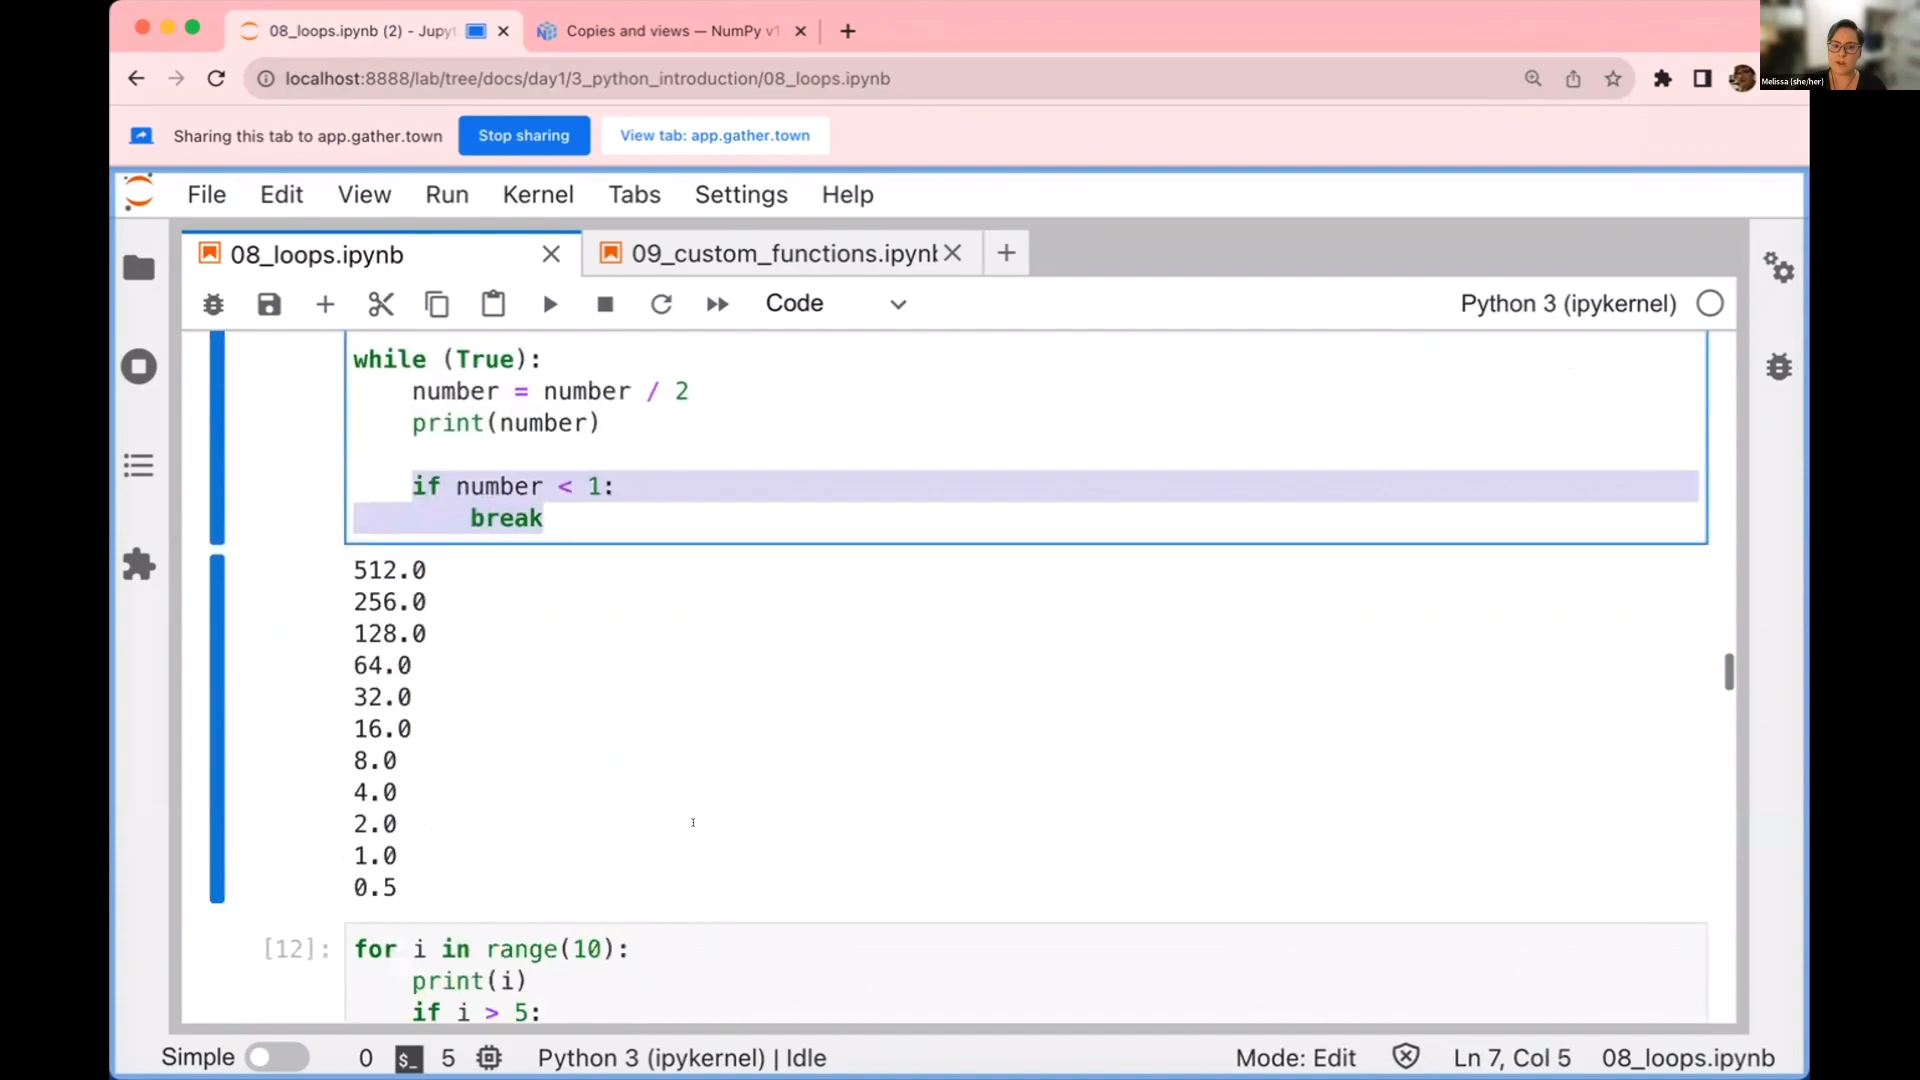 08_loops.ipynb (2) - Jupyt
Copies and views — NumPy v1
localhost:8888/lab/tree/docs/day1/3_python_introduction/08_loops.ipynb
Melissa (she/her)
Sharing this tab to app.gather.town
Stop sharing
View tab: app.gather.town
File Edit View Run Kernel Tabs Settings Help
08_loops.ipynb
09_custom_functions.ipynb
Code
Python 3 (ipykernel)
while (True):
number = number / 2
print(number)
if number < 1:
break
512.0
256.0
128.0
64.0
32.0
16.0
8.0
4.0
2.0
1.0
0.5
[12]:
for i in range(10):
print(i)
if i > 5:
Simple
0
$_
5
Python 3 (ipykernel) | Idle
Mode: Edit
Ln 7, Col 5
08_loops.ipynb